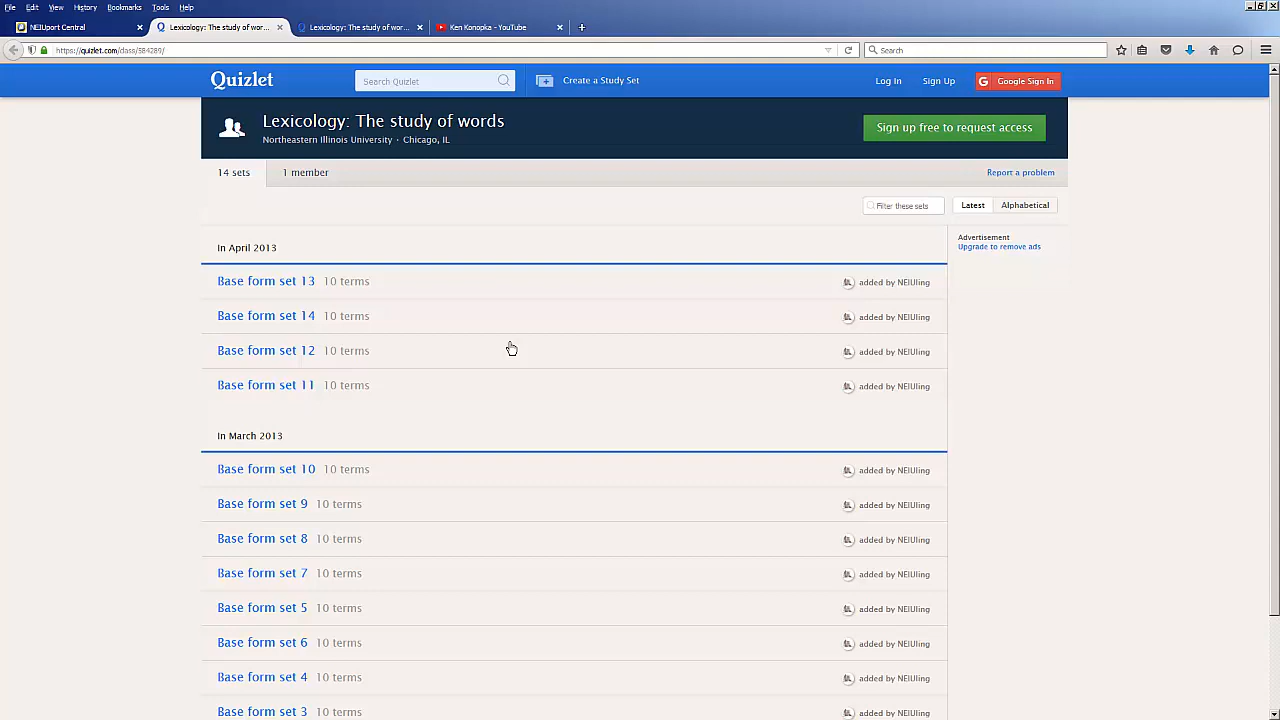 File Edit View History Bookmarks Tools Help
NEIUport Central Lexicology: The study of wor... Lexicology: The study of wor... Ken Konopka - YouTube
https://quizlet.com/class/584289/ Search
Quizlet Search Quizlet Create a Study Set Log In Sign Up Google Sign In
Lexicology: The study of words
Sign up free to request access
Northeastern Illinois University · Chicago, IL
14 sets 1 member Report a problem
Filter these sets Latest Alphabetical
Advertisement
Upgrade to remove ads
In April 2013
Base form set 13 10 terms added by NEIUling
Base form set 14 10 terms added by NEIUling
Base form set 12 10 terms added by NEIUling
Base form set 11 10 terms added by NEIUling
In March 2013
Base form set 10 10 terms added by NEIUling
Base form set 9 10 terms added by NEIUling
Base form set 8 10 terms added by NEIUling
Base form set 7 10 terms added by NEIUling
Base form set 5 10 terms added by NEIUling
Base form set 6 10 terms added by NEIUling
Base form set 4 10 terms added by NEIUling
Base form set 3 10 terms added by NEIUling